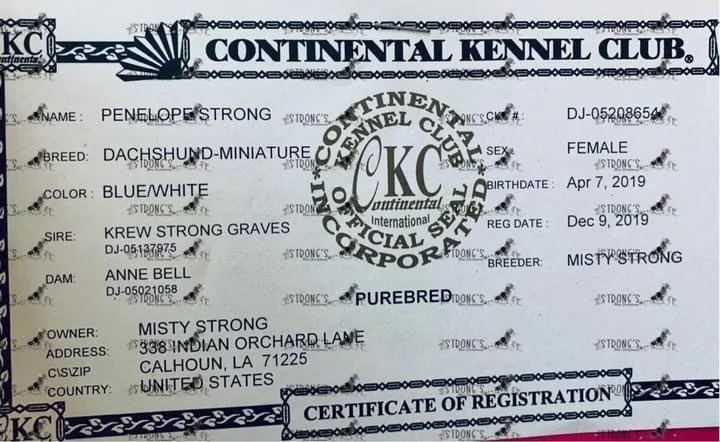 CONTINENTAL KENNEL CLUB®
NAME: PENELOPE STRONG CKC #: DJ-05208654
BREED: DACHSHUND-MINIATURE SEX: FEMALE
COLOR: BLUE/WHITE BIRTHDATE: Apr 7, 2019
SIRE: KREW STRONG GRAVES REG DATE: Dec 9, 2019
DJ-05137975
DAM: ANNE BELL BREEDER: MISTY STRONG
DJ-05021058
CONTINENTAL KENNEL CLUB
CKC
Continental
International
OFFICIAL SEAL
INCORPORATED
PUREBRED
OWNER: MISTY STRONG
ADDRESS: 338 INDIAN ORCHARD LANE
C\S\ZIP CALHOUN, LA 71225
COUNTRY: UNITED STATES
CERTIFICATE OF REGISTRATION
KC